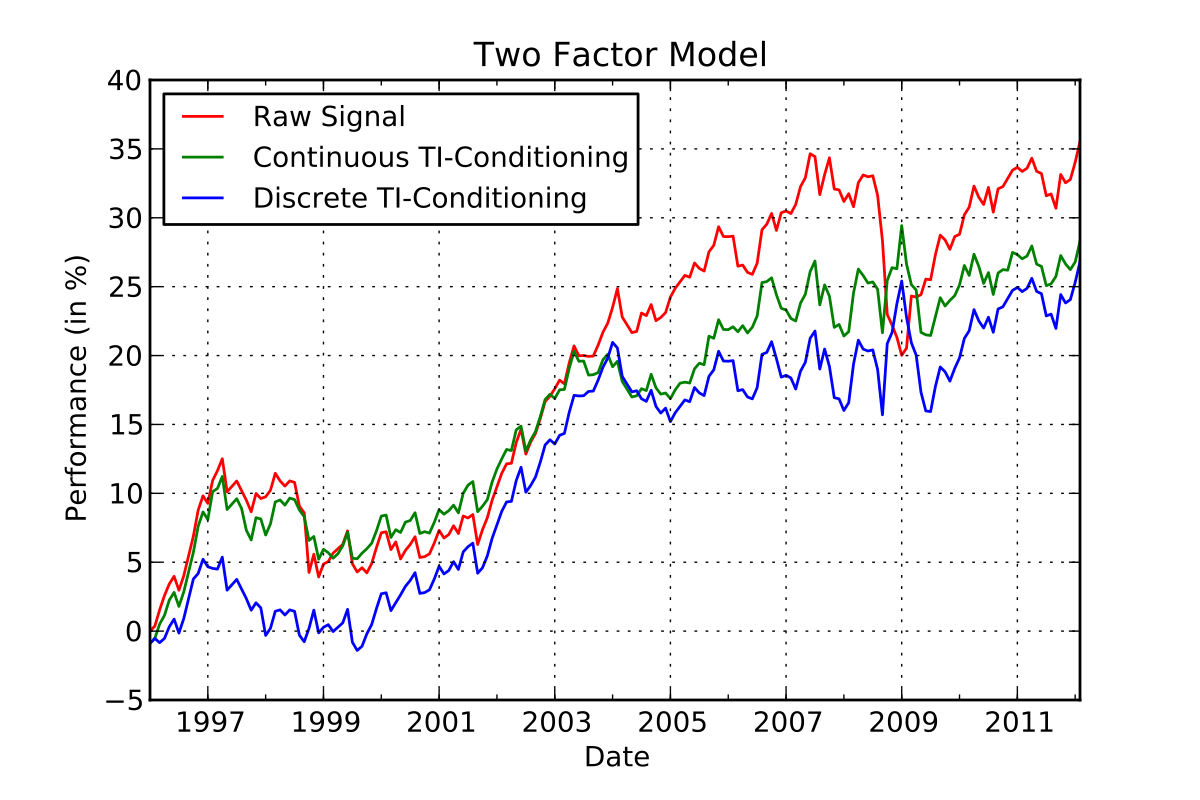 Two Factor Model
40
35
30
25
20
15
10
5
0
−5
Performance (in %)
Raw Signal
Continuous TI-Conditioning
Discrete TI-Conditioning
1997 1999 2001 2003 2005 2007 2009 2011
Date